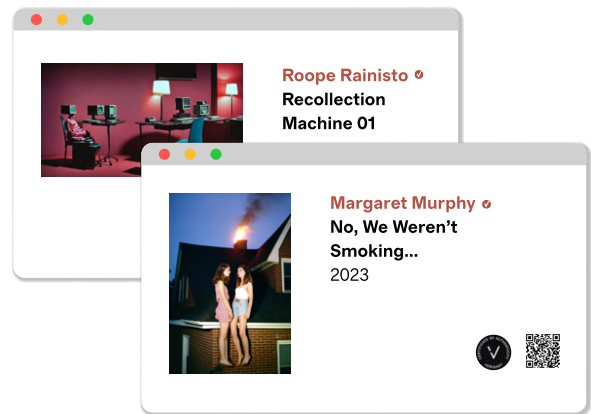 Roope Rainisto
Recollection
Machine 01
Margaret Murphy
No, We Weren’t
Smoking...
2023